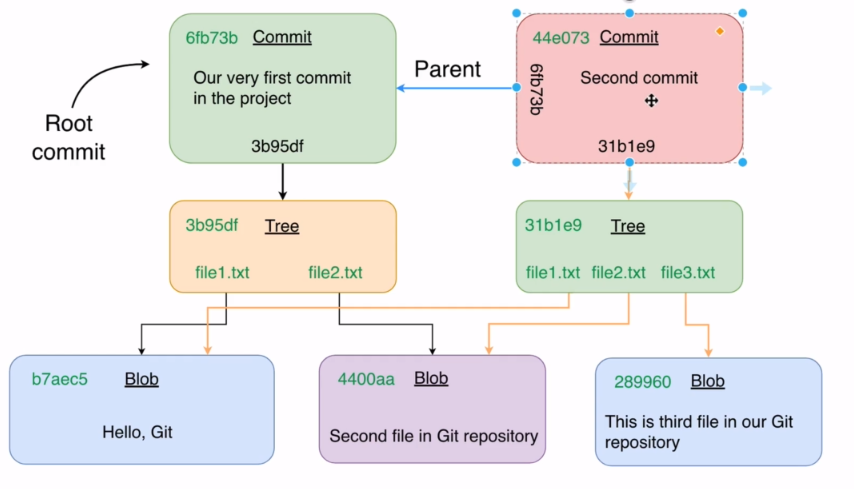 6fb73b Commit
Our very first commit
in the project
3b95df
Parent
44e073 Commit
Second commit
6fb73b
31b1e9
Root
commit
3b95df Tree
file1.txt file2.txt
31b1e9 Tree
file1.txt file2.txt file3.txt
b7aec5 Blob
Hello, Git
4400aa Blob
Second file in Git repository
289960 Blob
This is third file in our Git
repository